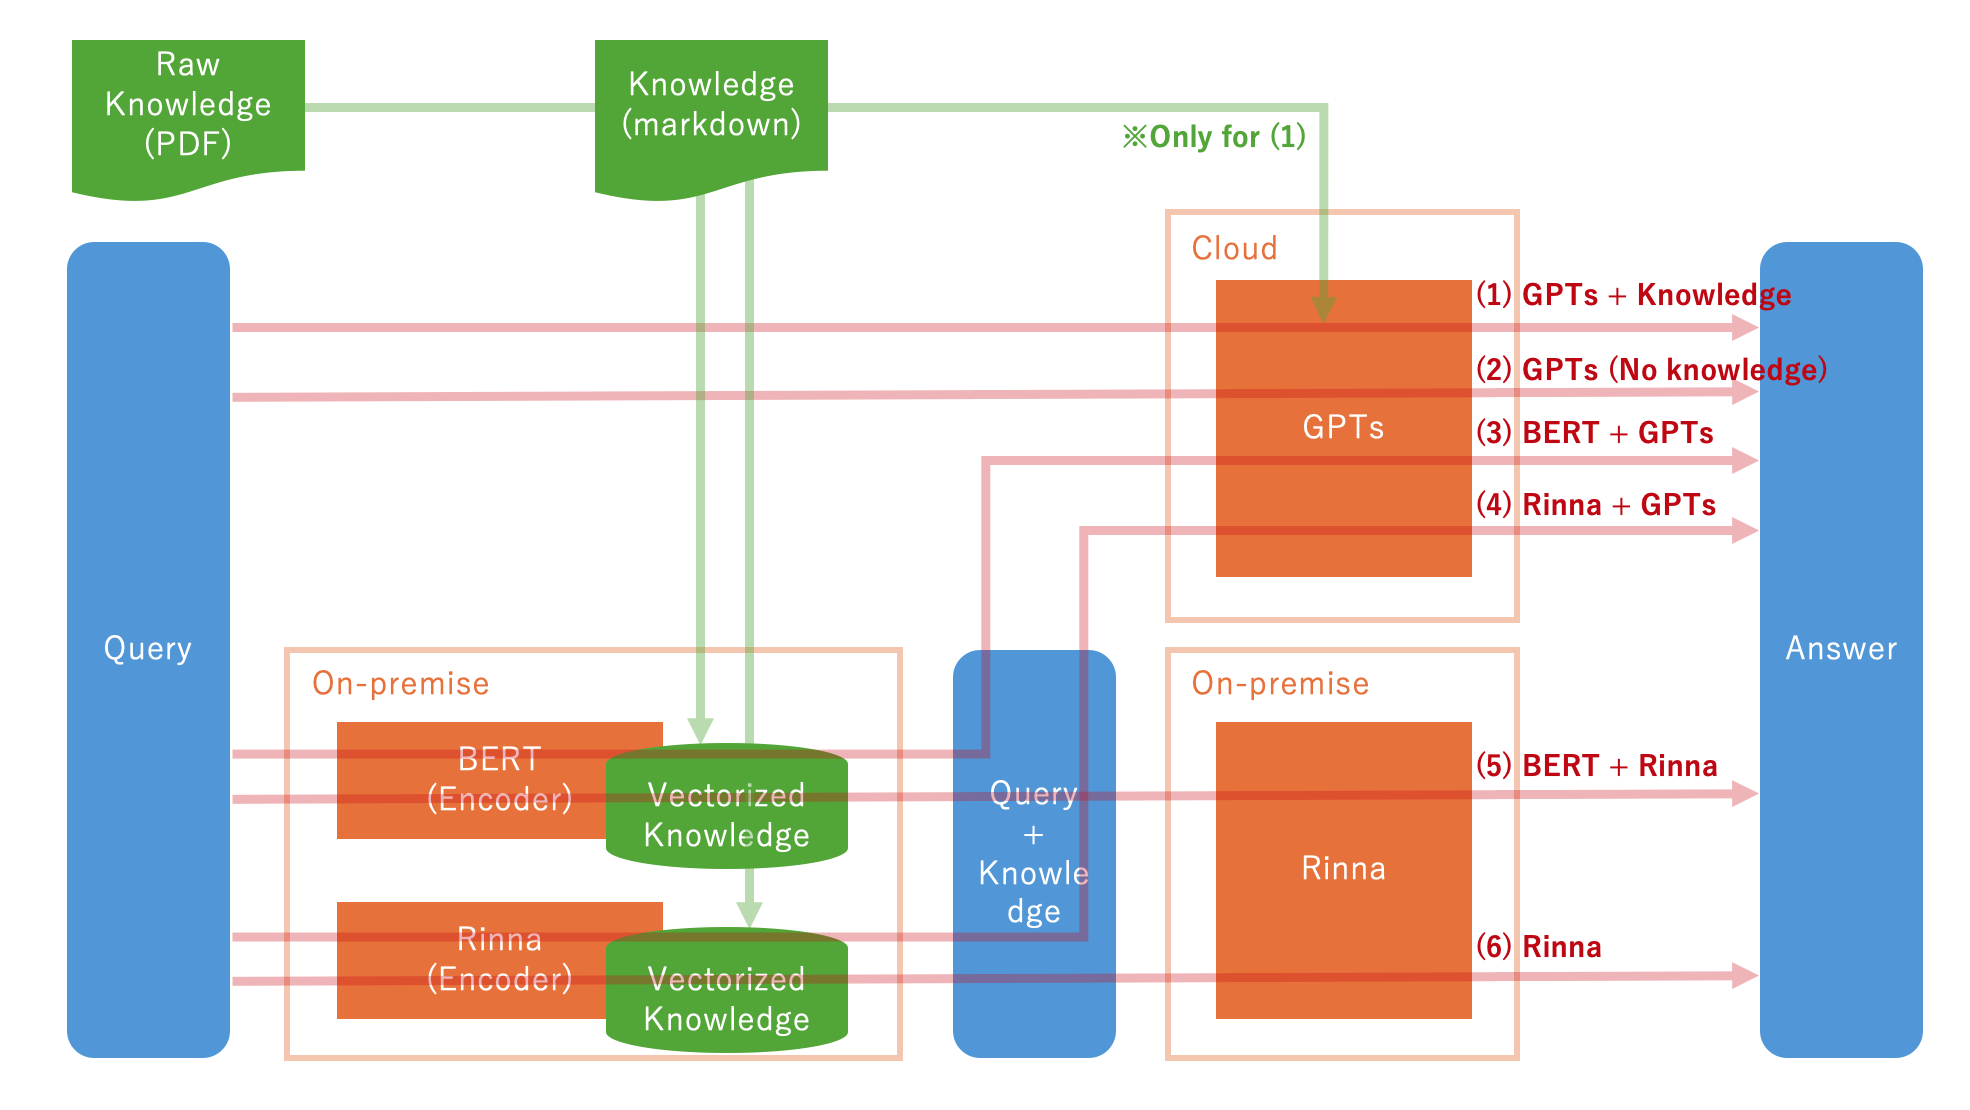 Raw
Knowledge
(PDF)
Knowledge
(markdown)
※Only for (1)
Cloud
(1) GPTs + Knowledge
(2) GPTs (No knowledge)
GPTs
(3) BERT + GPTs
(4) Rinna + GPTs
Query
Answer
On-premise
On-premise
BERT
(Encoder)
Vectorized
Knowledge
Query
+
Knowle
dge
(5) BERT + Rinna
Rinna
Rinna
(Encoder)
Vectorized
Knowledge
(6) Rinna